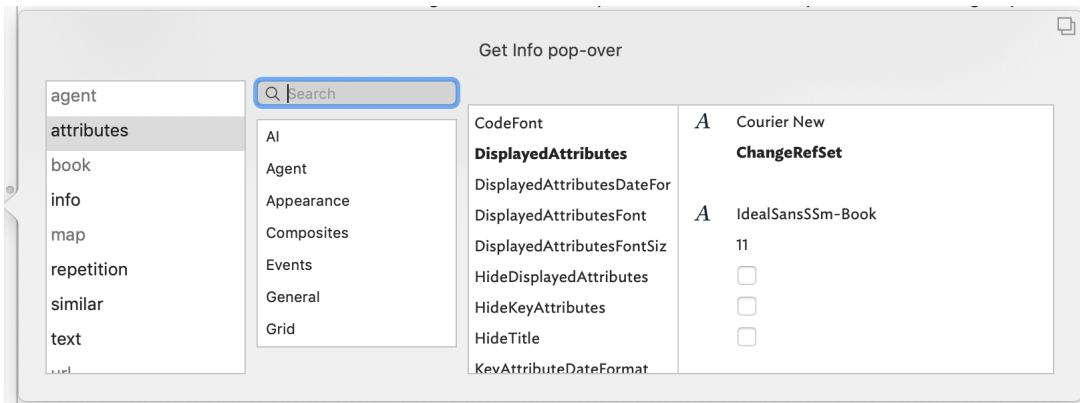 Get Info pop-over
agent
attributes
book
info
map
repetition
similar
text
url
Search
AI
Agent
Appearance
Composites
Events
General
Grid
CodeFont
A Courier New
DisplayedAttributes
ChangeRefSet
DisplayedAttributesDateFor
DisplayedAttributesFont
A IdealSansSSm-Book
DisplayedAttributesFontSiz
11
HideDisplayedAttributes
HideKeyAttributes
HideTitle
KeyAttributeDateFormat